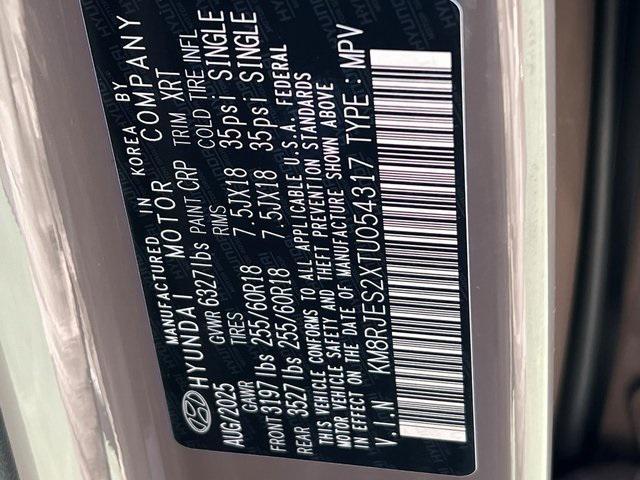 MANUFACTURED IN KOREA BY
HYUNDAI MOTOR COMPANY
AUG/2025 GVWR 6327lbs PAINT CRP TRIM XRT
GAWR TIRES RIMS COLD TIRE INFL
FRONT 3197lbs 255/60R18 7.5JX18 35psi SINGLE
REAR 3527lbs 255/60R18 7.5JX18 35psi SINGLE
THIS VEHICLE CONFORMS TO ALL APPLICABLE U.S.A. FEDERAL
MOTOR VEHICLE SAFETY AND THEFT PREVENTION STANDARDS
IN EFFECT ON THE DATE OF MANUFACTURE SHOWN ABOVE
V.I.N KM8RJES2XTU054317 TYPE : MPV